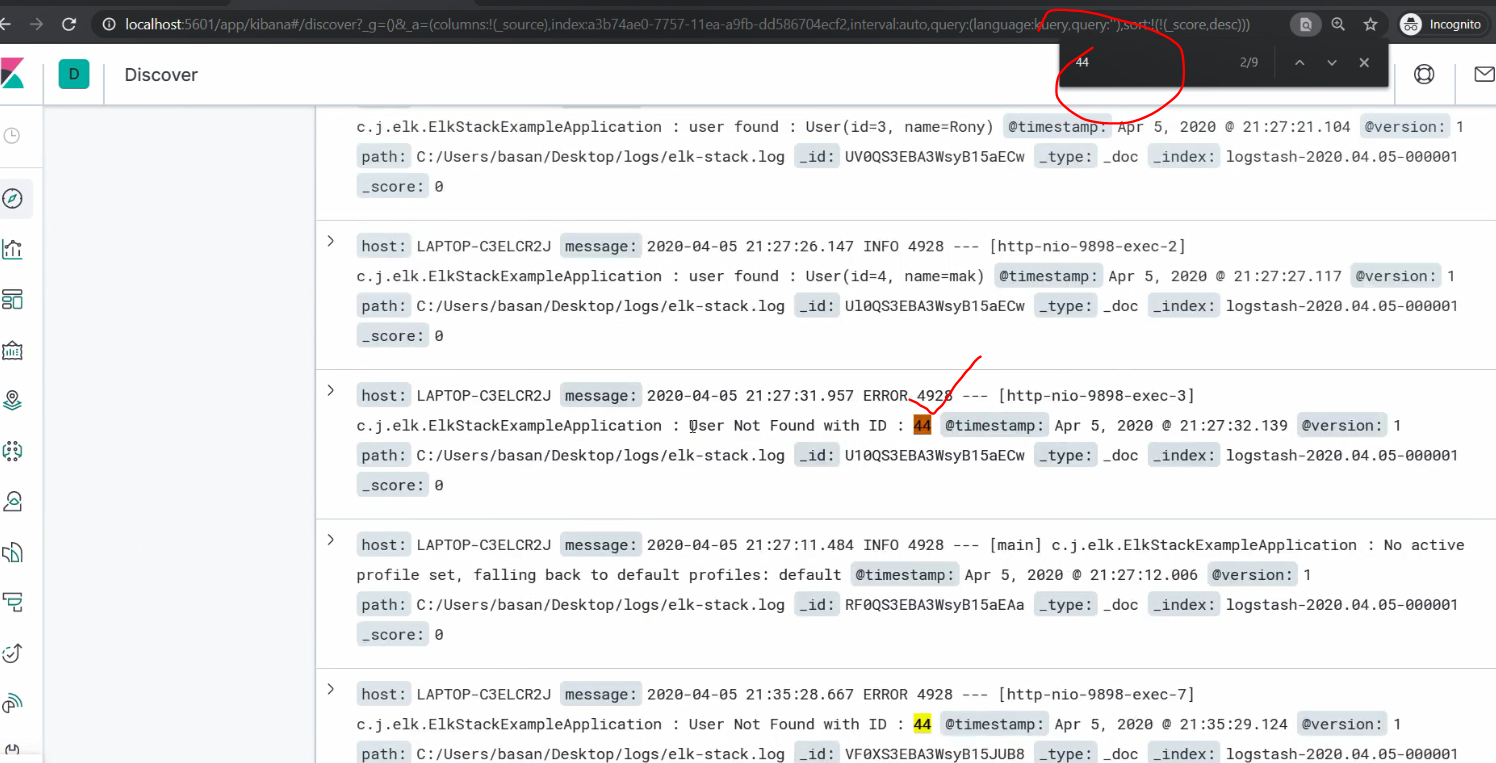 localhost:5601/app/kibana#/discover?_g=()&_a=(columns:!(_source),index:a3b74ae0-7757-11ea-a9fb-dd586704ecf2,interval:auto,query:(language:kuery,query:''),sort:!(!(_score,desc)))
Incognito
44 2/9
D Discover
c.j.elk.ElkStackExampleApplication : user found : User(id=3, name=Rony) @timestamp: Apr 5, 2020 @ 21:27:21.104 @version: 1
path: C:/Users/basan/Desktop/logs/elk-stack.log _id: UV0QS3EBA3WsyB15aECw _type: _doc _index: logstash-2020.04.05-000001
_score: 0
host: LAPTOP-C3ELCR2J message: 2020-04-05 21:27:26.147 INFO 4928 --- [http-nio-9898-exec-2]
c.j.elk.ElkStackExampleApplication : user found : User(id=4, name=mak) @timestamp: Apr 5, 2020 @ 21:27:27.117 @version: 1
path: C:/Users/basan/Desktop/logs/elk-stack.log _id: Ul0QS3EBA3WsyB15aECw _type: _doc _index: logstash-2020.04.05-000001
_score: 0
host: LAPTOP-C3ELCR2J message: 2020-04-05 21:27:31.957 ERROR 4928 --- [http-nio-9898-exec-3]
c.j.elk.ElkStackExampleApplication : User Not Found with ID : 44 @timestamp: Apr 5, 2020 @ 21:27:32.139 @version: 1
path: C:/Users/basan/Desktop/logs/elk-stack.log _id: U10QS3EBA3WsyB15aECw _type: _doc _index: logstash-2020.04.05-000001
_score: 0
host: LAPTOP-C3ELCR2J message: 2020-04-05 21:27:11.484 INFO 4928 --- [main] c.j.elk.ElkStackExampleApplication : No active
profile set, falling back to default profiles: default @timestamp: Apr 5, 2020 @ 21:27:12.006 @version: 1
path: C:/Users/basan/Desktop/logs/elk-stack.log _id: RF0QS3EBA3WsyB15aEAa _type: _doc _index: logstash-2020.04.05-000001
_score: 0
host: LAPTOP-C3ELCR2J message: 2020-04-05 21:35:28.667 ERROR 4928 --- [http-nio-9898-exec-7]
c.j.elk.ElkStackExampleApplication : User Not Found with ID : 44 @timestamp: Apr 5, 2020 @ 21:35:29.124 @version: 1
path: C:/Users/basan/Desktop/logs/elk-stack.log _id: VF0XS3EBA3WsyB15JUB8 _type: _doc _index: logstash-2020.04.05-000001